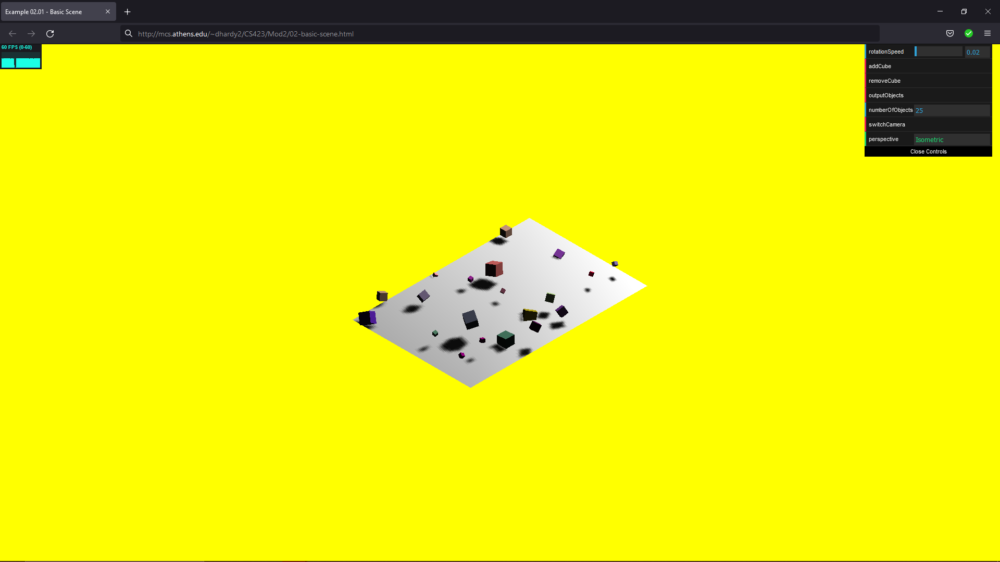 Example 02.01 - Basic Scene
http://mcs.athens.edu/~dhardy2/CS423/Mod2/02-basic-scene.html
60 FPS (0-60)
rotationSpeed 0.02
addCube
removeCube
outputObjects
numberOfObjects 25
switchCamera
perspective Isometric
Close Controls